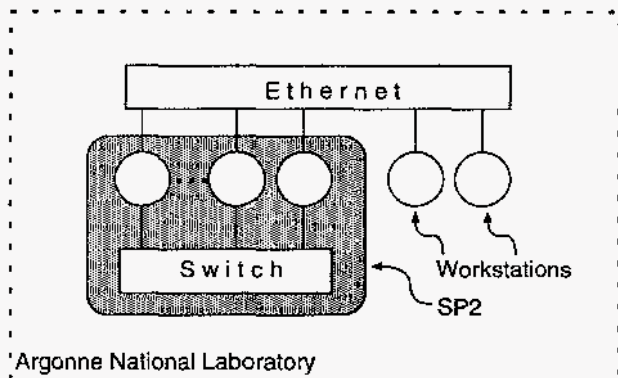 Ethernet
Switch
Workstations
SP2
Argonne National Laboratory